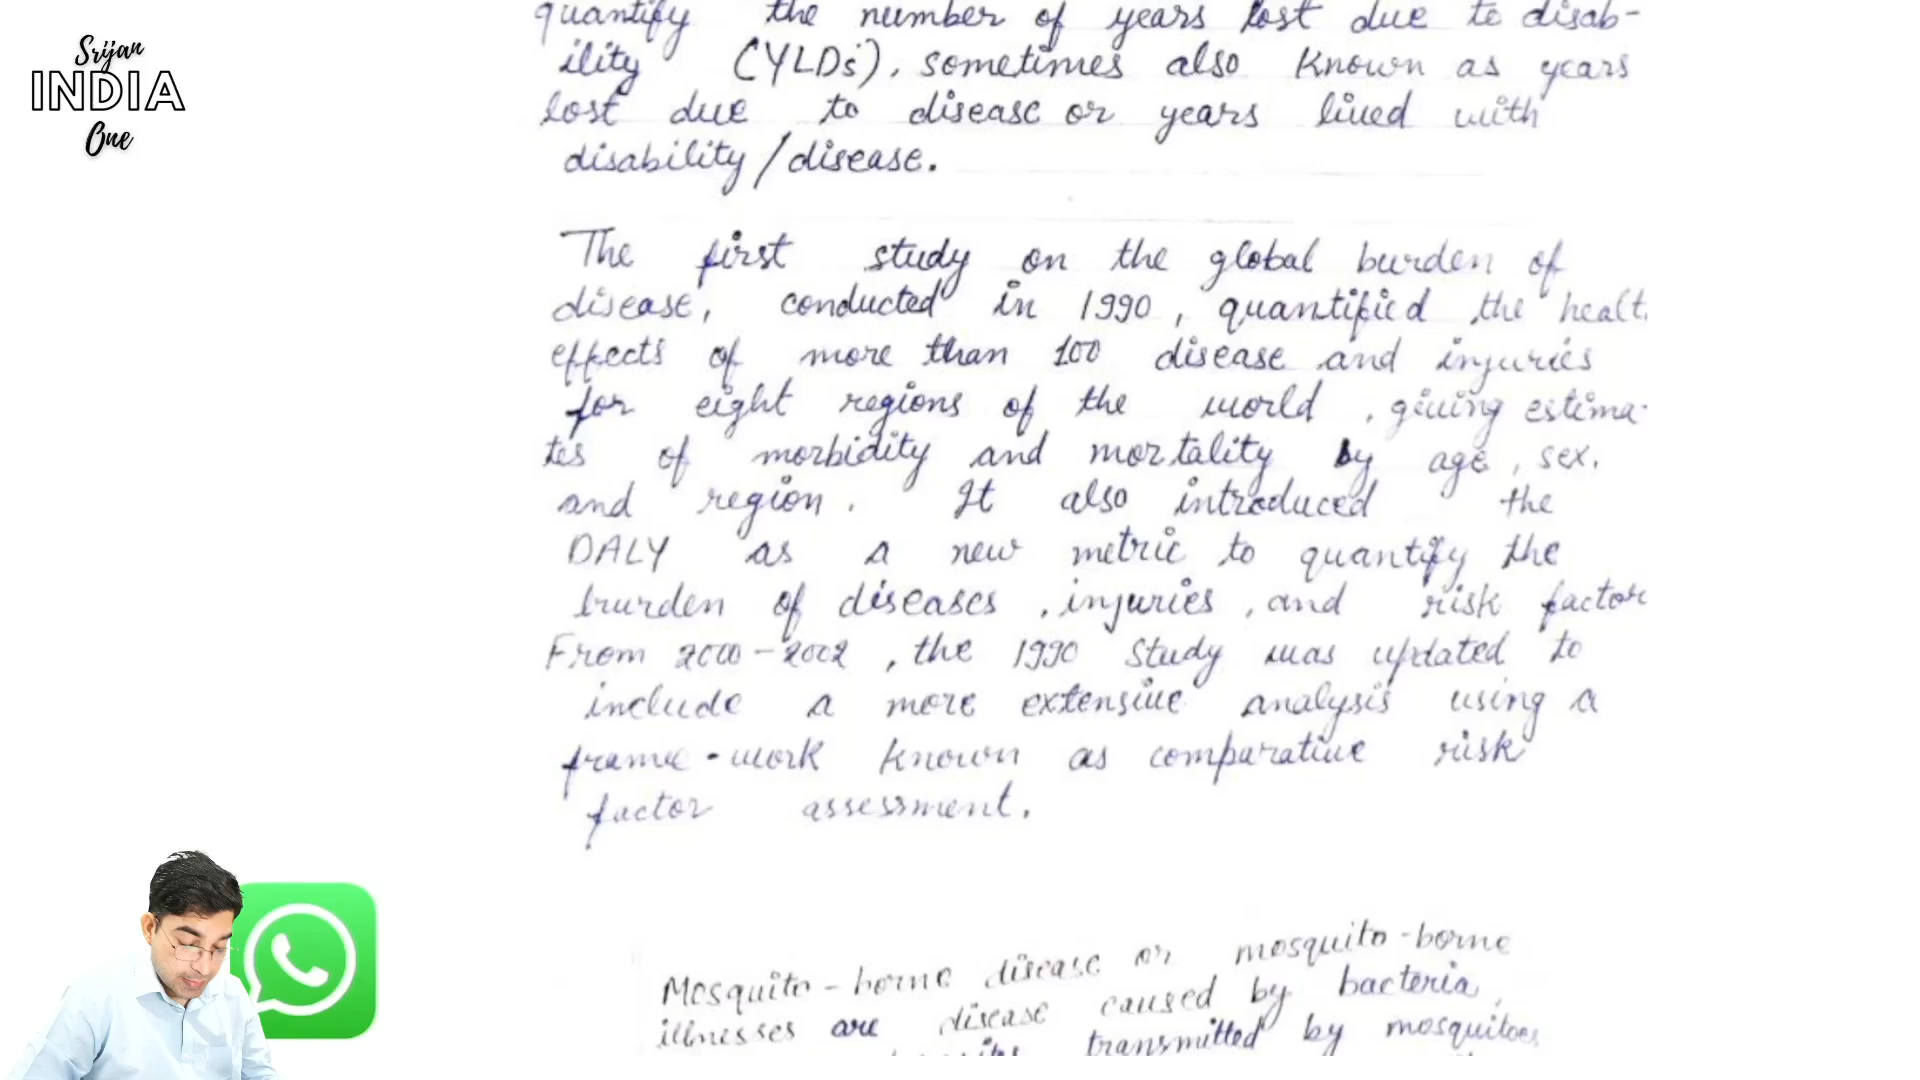 Srijan
INDIA
One
quantify the number of years lost due to disab-
ility (YLDs), sometimes also known as years
lost due to disease or years lived with
disability/disease.
The first study on the global burden of
disease, conducted in 1990, quantified the healt
effects of more than 100 disease and injuries
for eight regions of the world, giving estima-
tes of morbidity and mortality by age, sex,
and region. It also introduced the
DALY as a new metric to quantify the
burden of diseases, injuries, and risk factor
From 2000-2002, the 1990 study was updated to
include a more extensive analysis using a
frame-work known as comparative risk
factor assessment.
Mosquito-borne disease or mosquito-borne
illnesses are disease caused by bacteria,
transmitted by mosquitoes